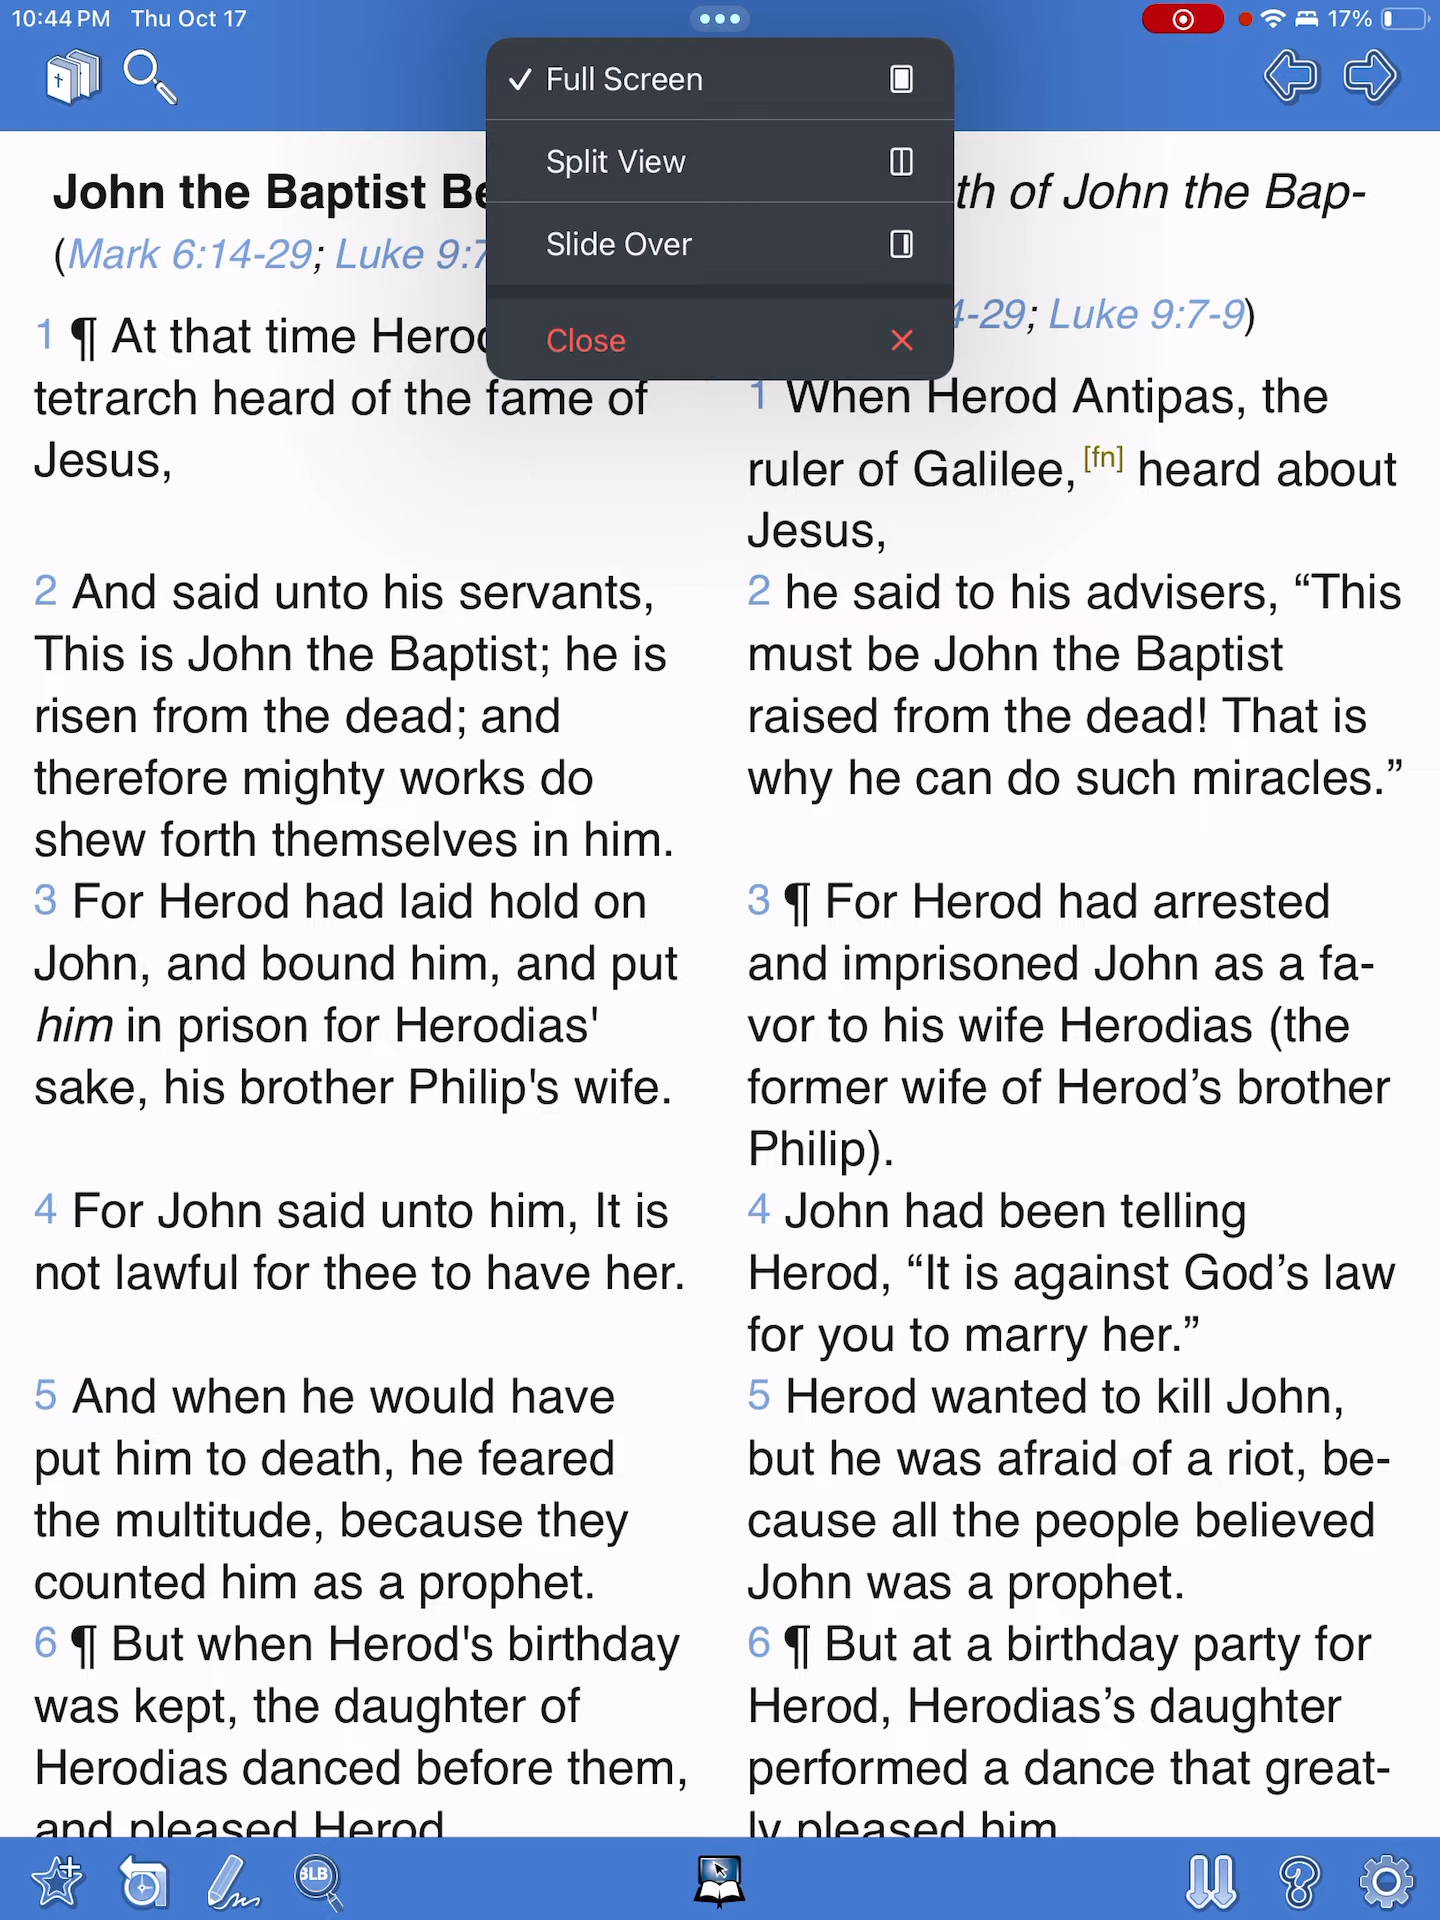 10:44 PM Thu Oct 17
17%
Full Screen
Split View
Slide Over
Close
John the Baptist Be
(Mark 6:14-29; Luke 9:7
1 ¶ At that time Herod
tetrarch heard of the fame of
Jesus,
2 And said unto his servants,
This is John the Baptist; he is
risen from the dead; and
therefore mighty works do
shew forth themselves in him.
3 For Herod had laid hold on
John, and bound him, and put
him in prison for Herodias'
sake, his brother Philip's wife.
4 For John said unto him, It is
not lawful for thee to have her.
5 And when he would have
put him to death, he feared
the multitude, because they
counted him as a prophet.
6 ¶ But when Herod's birthday
was kept, the daughter of
Herodias danced before them,
and pleased Herod
th of John the Bap-
4-29; Luke 9:7-9)
1 When Herod Antipas, the
ruler of Galilee,[fn] heard about
Jesus,
2 he said to his advisers, “This
must be John the Baptist
raised from the dead! That is
why he can do such miracles.”
3 ¶ For Herod had arrested
and imprisoned John as a fa-
vor to his wife Herodias (the
former wife of Herod’s brother
Philip).
4 John had been telling
Herod, “It is against God’s law
for you to marry her.”
5 Herod wanted to kill John,
but he was afraid of a riot, be-
cause all the people believed
John was a prophet.
6 ¶ But at a birthday party for
Herod, Herodias’s daughter
performed a dance that great-
ly pleased him
BLB